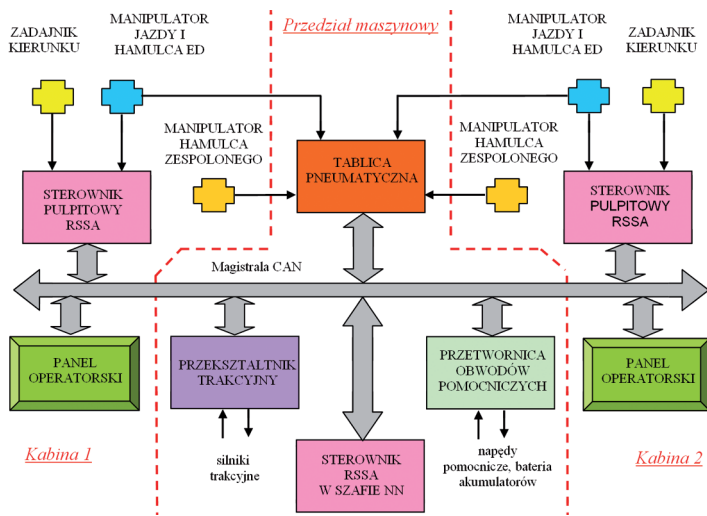 ZADAJNIK
KIERUNKU
MANIPULATOR
JAZDY I
HAMULCA ED
Przedział maszynowy
MANIPULATOR
JAZDY I
HAMULCA ED
ZADAJNIK
KIERUNKU
MANIPULATOR
HAMULCA
ZESPOLONEGO
TABLICA
PNEUMATYCZNA
MANIPULATOR
HAMULCA
ZESPOLONEGO
STEROWNIK
PULPITOWY
RSSA
STEROWNIK
PULPITOWY
RSSA
Magistrala CAN
PANEL
OPERATORSKI
PRZEKSZTAŁTNIK
TRAKCYJNY
PRZETWORNICA
OBWODÓW
POMOCNICZYCH
PANEL
OPERATORSKI
Kabina 1
silniki
trakcyjne
STEROWNIK
RSSA
W SZAFIE NN
napędy
pomocnicze, bateria
akumulatorów
Kabina 2